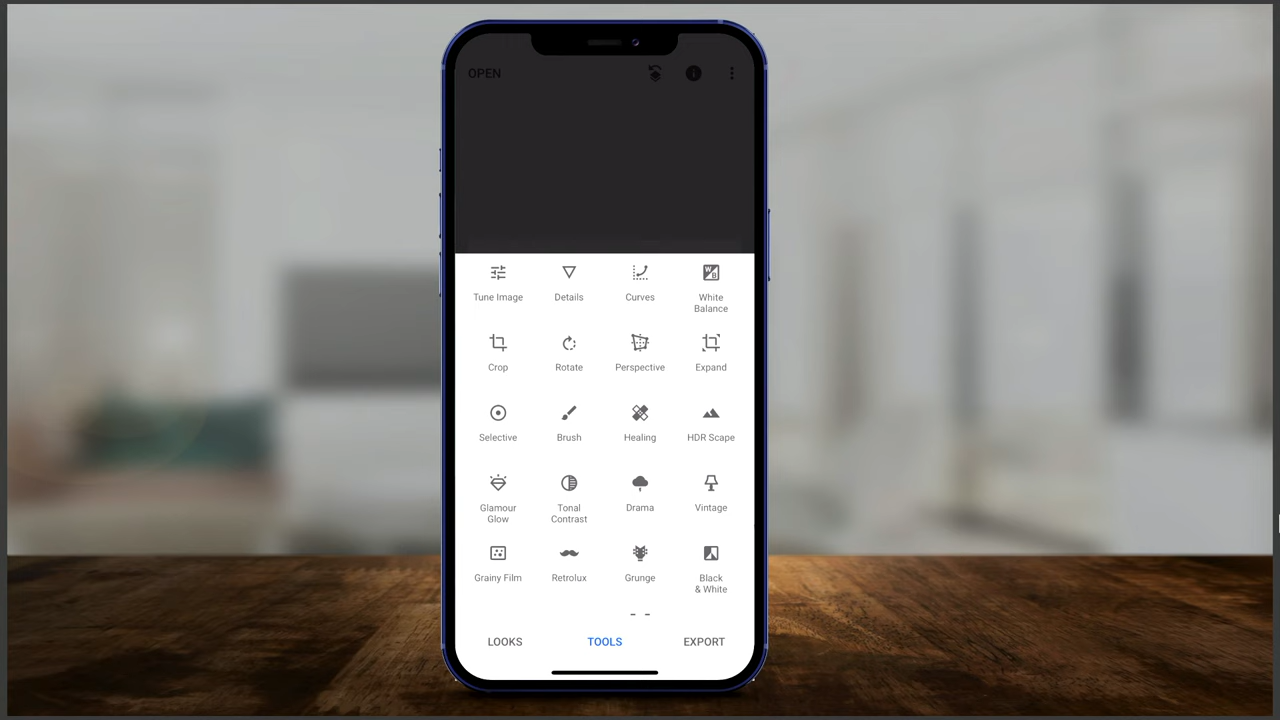 OPEN
Tune Image
Details
Curves
White
Balance
Crop
Rotate
Perspective
Expand
Selective
Brush
Healing
HDR Scape
Glamour
Glow
Tonal
Contrast
Drama
Vintage
Grainy Film
Retrolux
Grunge
Black
& White
LOOKS
TOOLS
EXPORT